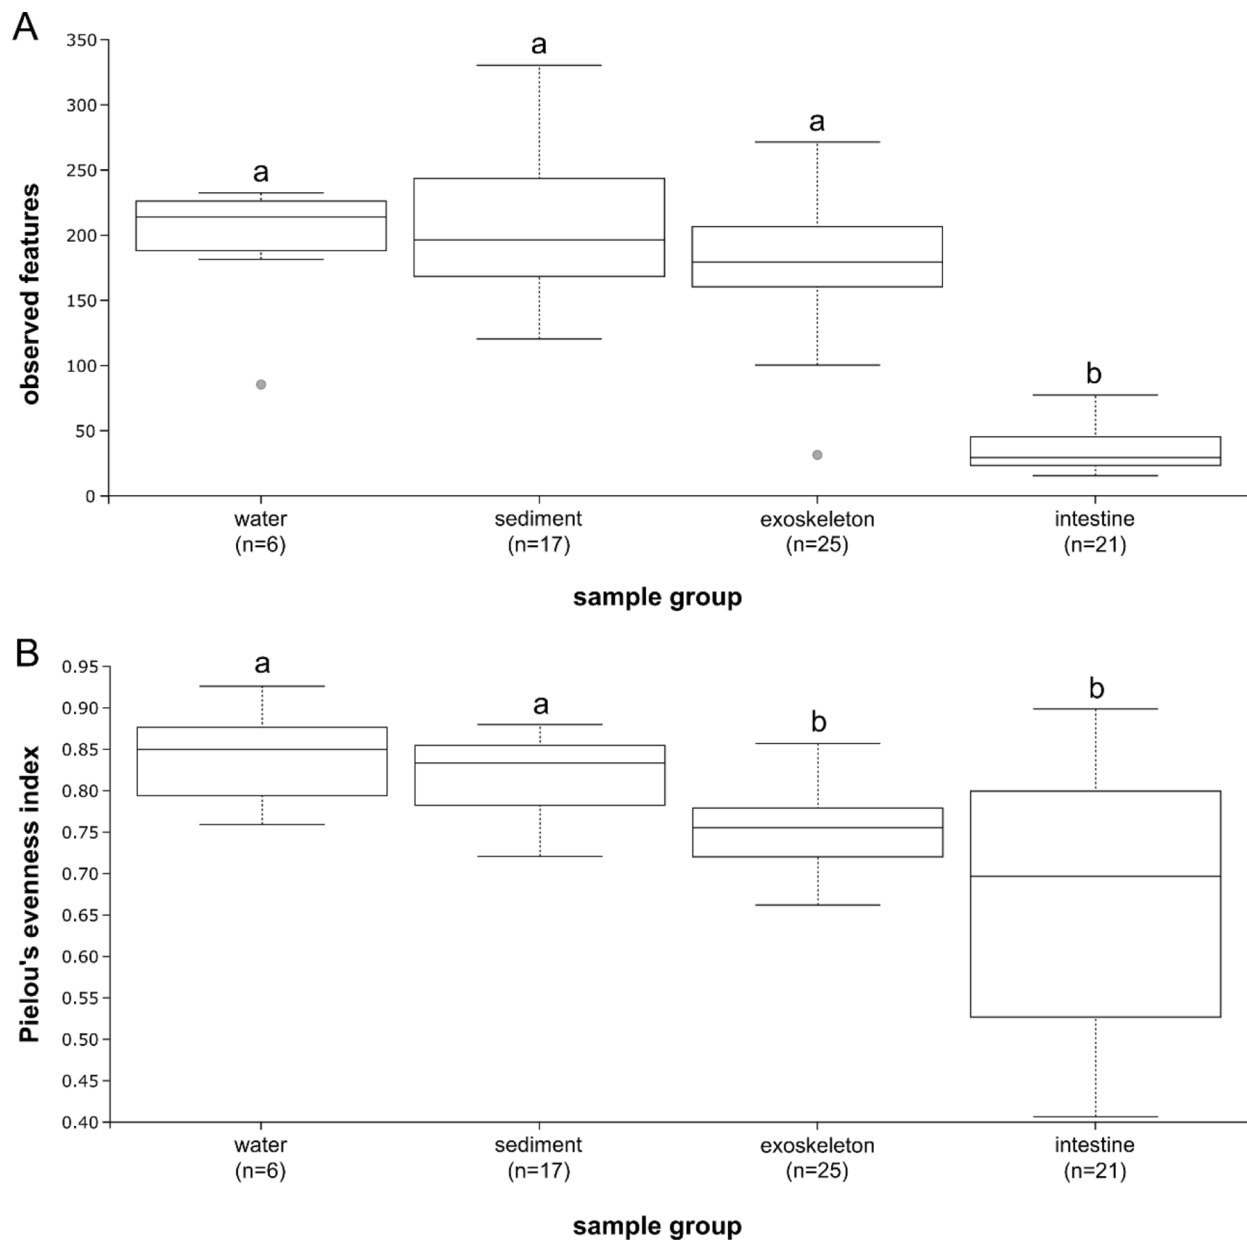 A
350
300
250
200
150
100
50
0
observed features
a
a
a
b
water
(n=6)
sediment
(n=17)
exoskeleton
(n=25)
intestine
(n=21)
sample group
B
0.95
0.90
0.85
0.80
0.75
0.70
0.65
0.60
0.55
0.50
0.45
0.40
Pielou's evenness index
a
a
b
b
water
(n=6)
sediment
(n=17)
exoskeleton
(n=25)
intestine
(n=21)
sample group